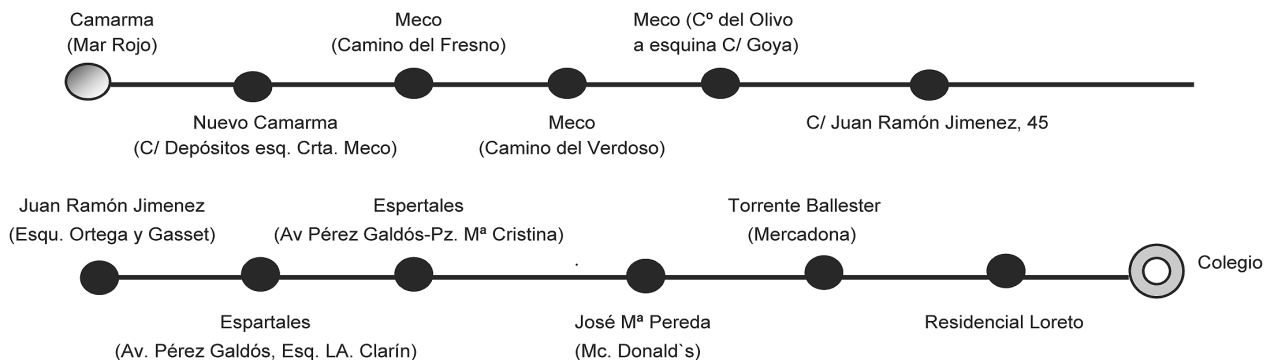 Camarma
(Mar Rojo)
Meco
(Camino del Fresno)
Meco (Cº del Olivo
a esquina C/ Goya)
Nuevo Camarma
(C/ Depósitos esq. Crta. Meco)
Meco
(Camino del Verdoso)
C/ Juan Ramón Jimenez, 45
Juan Ramón Jimenez
(Esqu. Ortega y Gasset)
Espertales
(Av Pérez Galdós-Pz. Mª Cristina)
Torrente Ballester
(Mercadona)
Colegio
Espartales
(Av. Pérez Galdós, Esq. LA. Clarín)
José Mª Pereda
(Mc. Donald`s)
Residencial Loreto